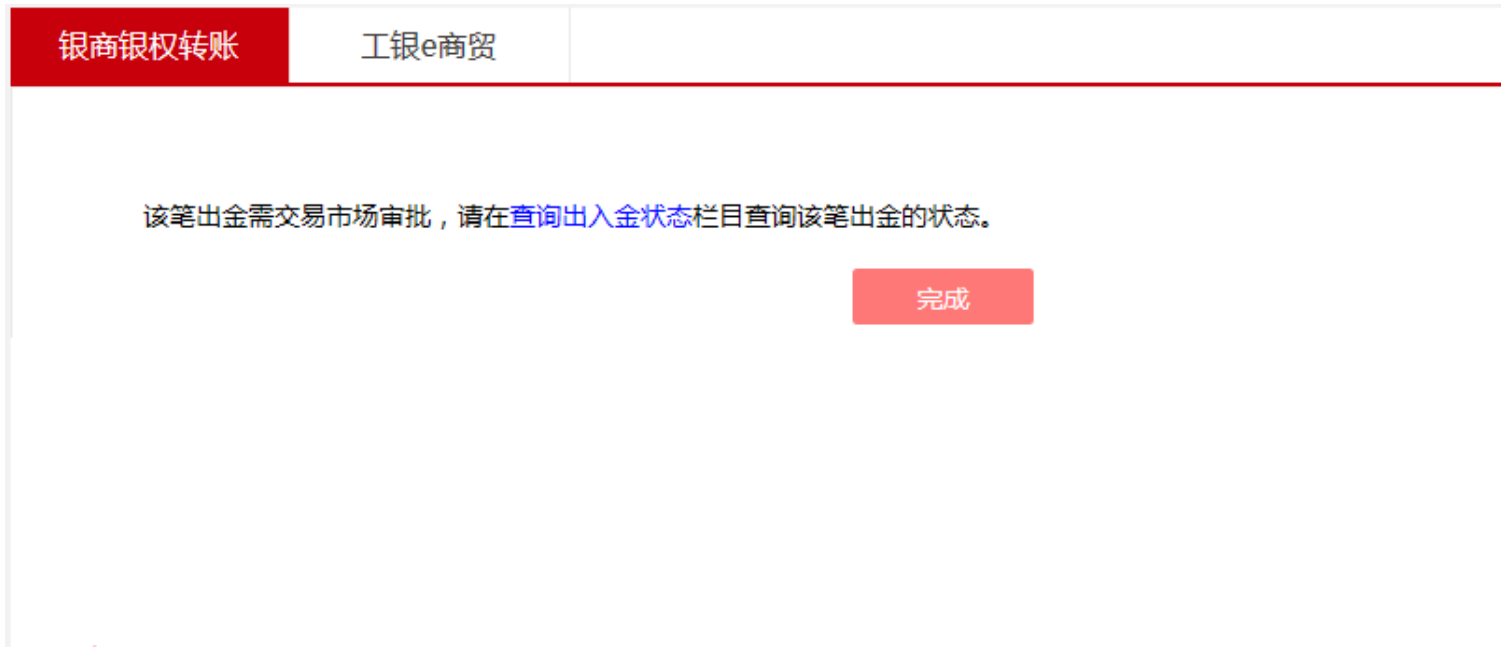 银商银权转账
工银e商贸
该笔出金需交易市场审批，请在查询出入金状态栏目查询该笔出金的状态。
完成